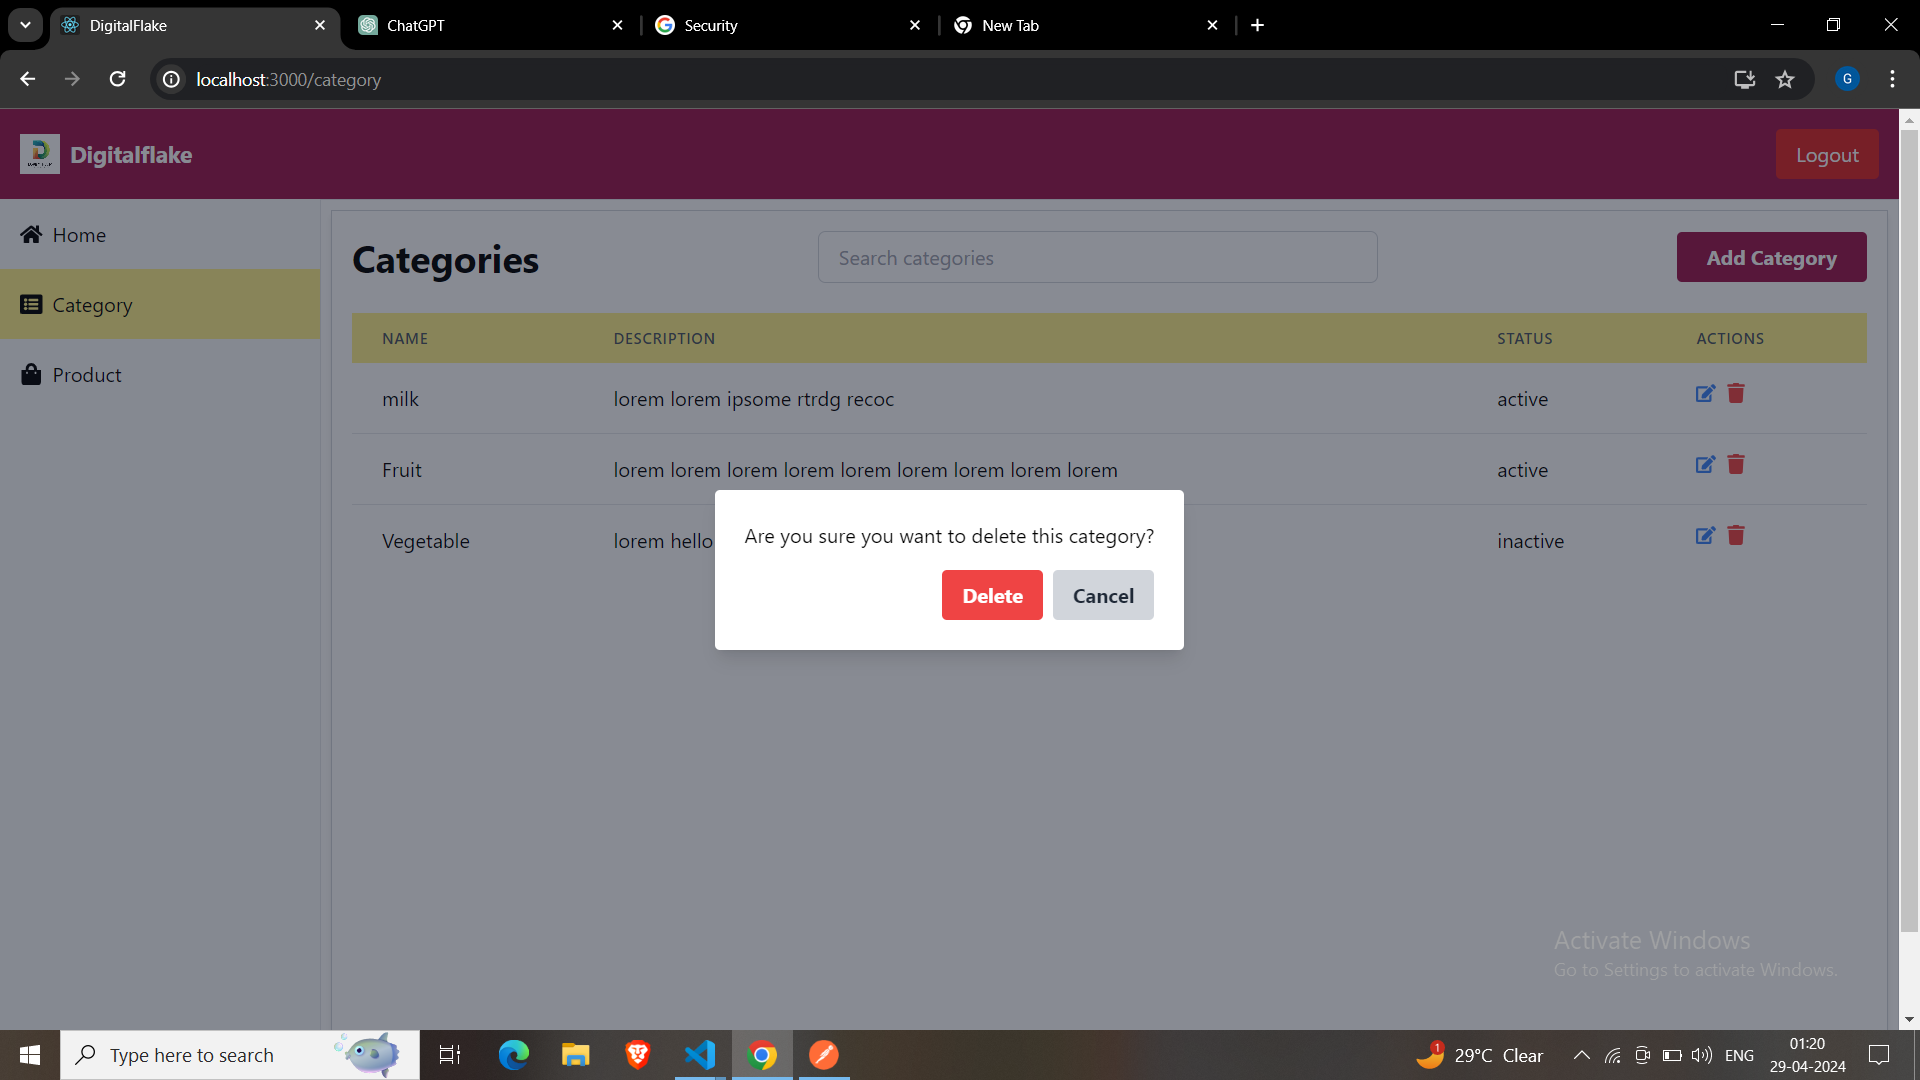 DigitalFlake
ChatGPT
Security
New Tab
localhost:3000/category
G
Digitalflake
Logout
Home
Category
Product
Categories
Search categories
Add Category
NAME DESCRIPTION STATUS ACTIONS
milk lorem lorem ipsome rtrdg recoc active
Fruit lorem lorem lorem lorem lorem lorem lorem lorem lorem active
Vegetable lorem hello inactive
Are you sure you want to delete this category?
Delete Cancel
Activate Windows
Go to Settings to activate Windows.
Type here to search
1
29°C Clear
ENG
01:20
29-04-2024